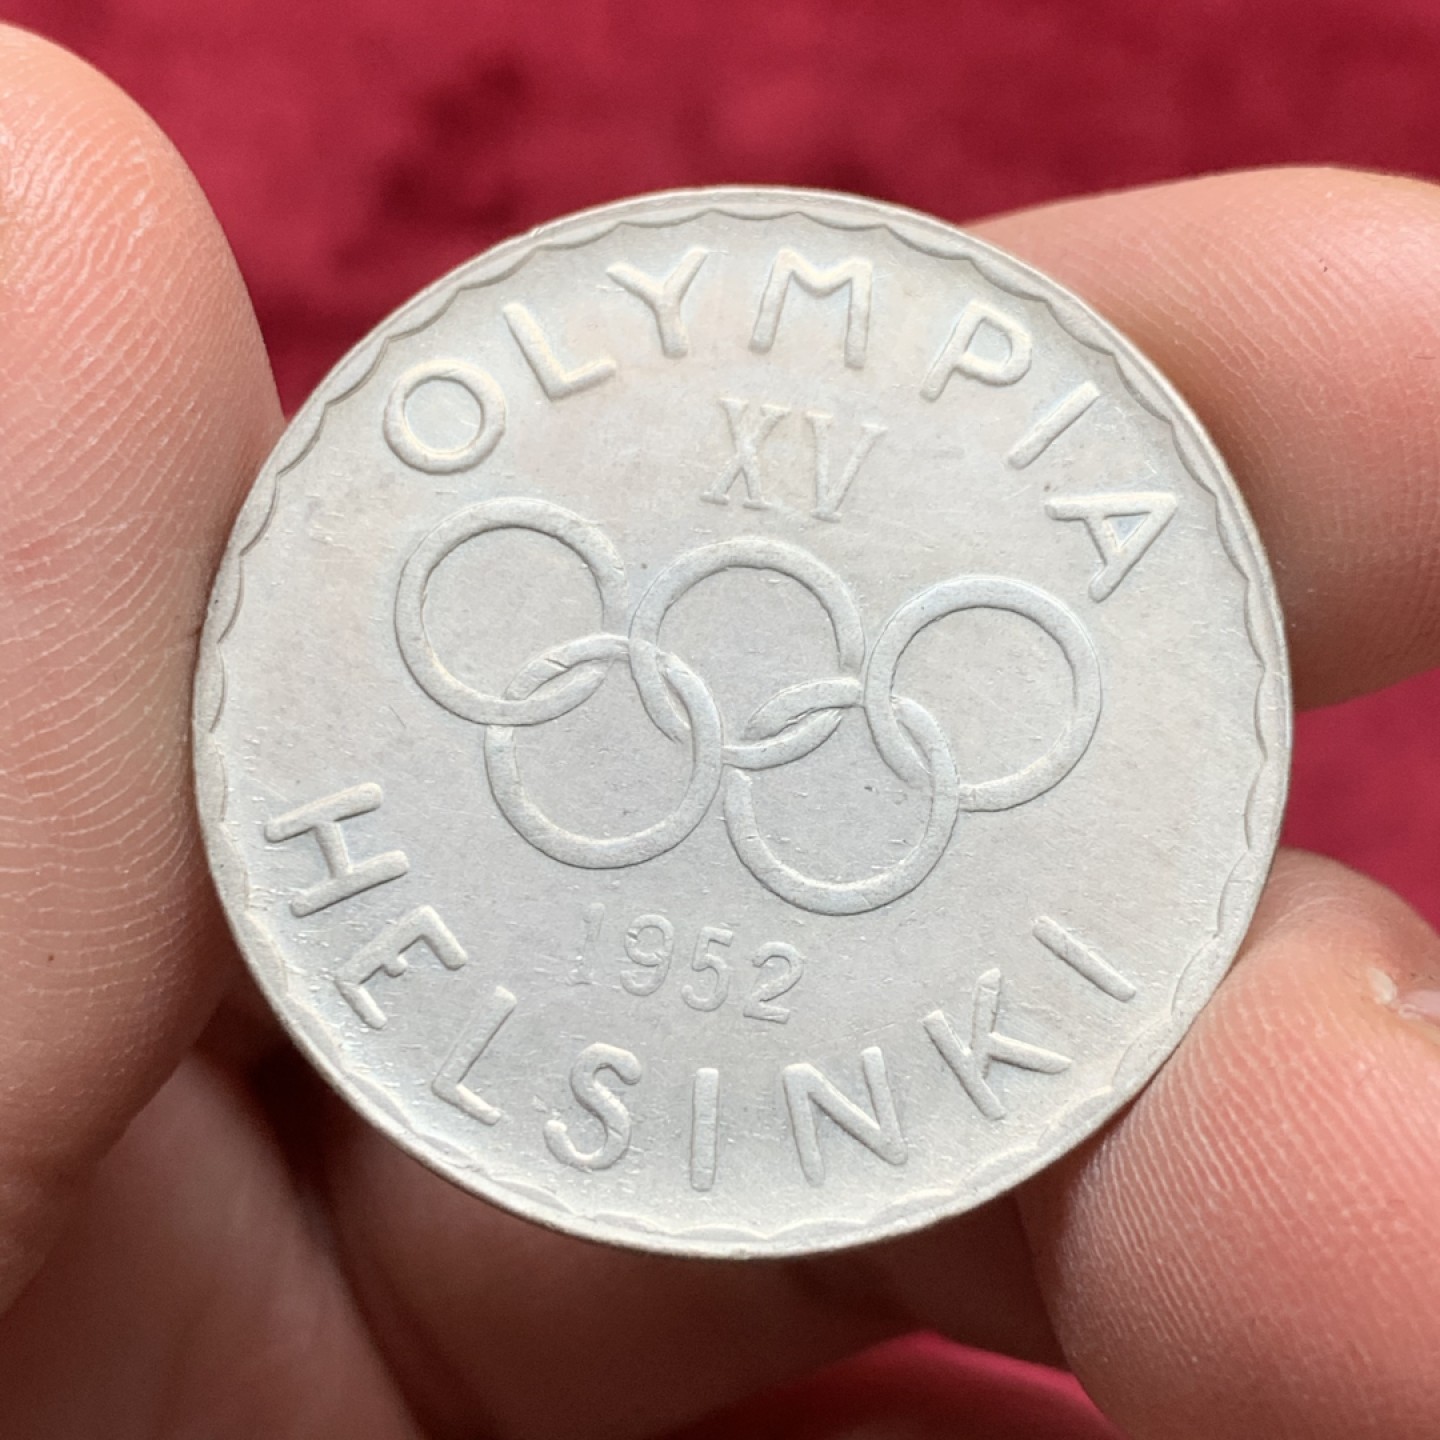 OLYMPIA
XV
1952
HELSINKI